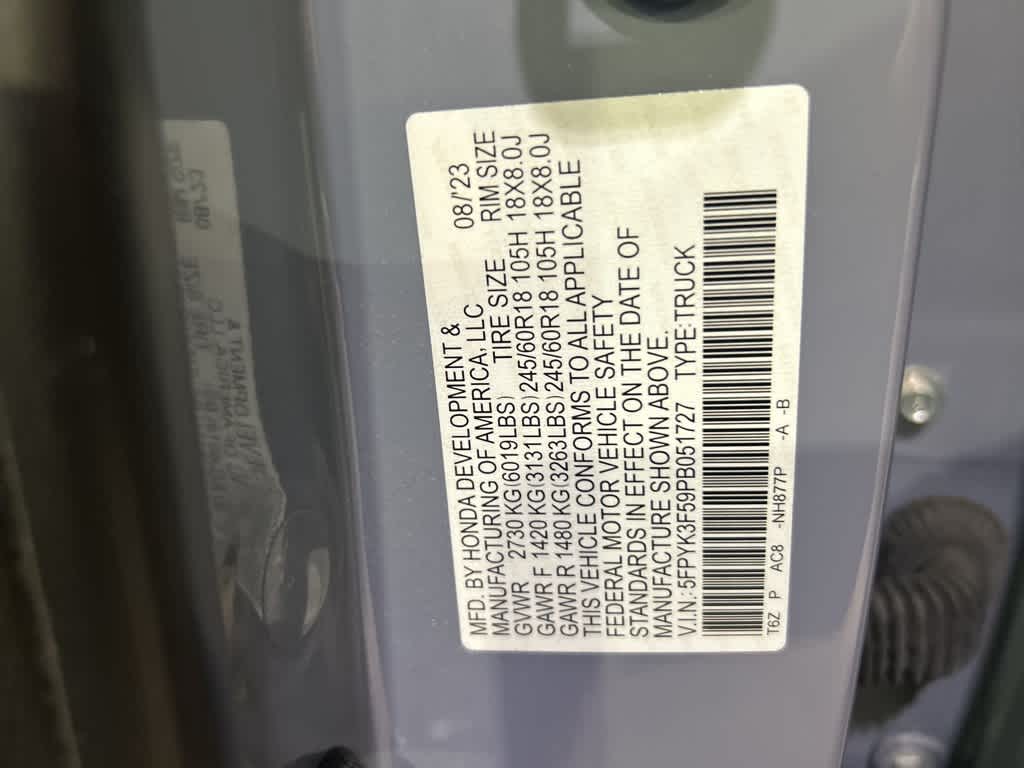 MFD. BY HONDA DEVELOPMENT &
MANUFACTURING OF AMERICA, LLC 08/'23
GVWR 2730 KG(6019LBS) TIRE SIZE RIM SIZE
GAWR F 1420 KG(3131LBS) 245/60R18 105H 18X8.0J
GAWR R 1480 KG(3263LBS) 245/60R18 105H 18X8.0J
THIS VEHICLE CONFORMS TO ALL APPLICABLE
FEDERAL MOTOR VEHICLE SAFETY
STANDARDS IN EFFECT ON THE DATE OF
MANUFACTURE SHOWN ABOVE.
V.I.N.: 5FPYK3F59PB051727 TYPE: TRUCK
T6Z P AC8 -NH877P -A -B